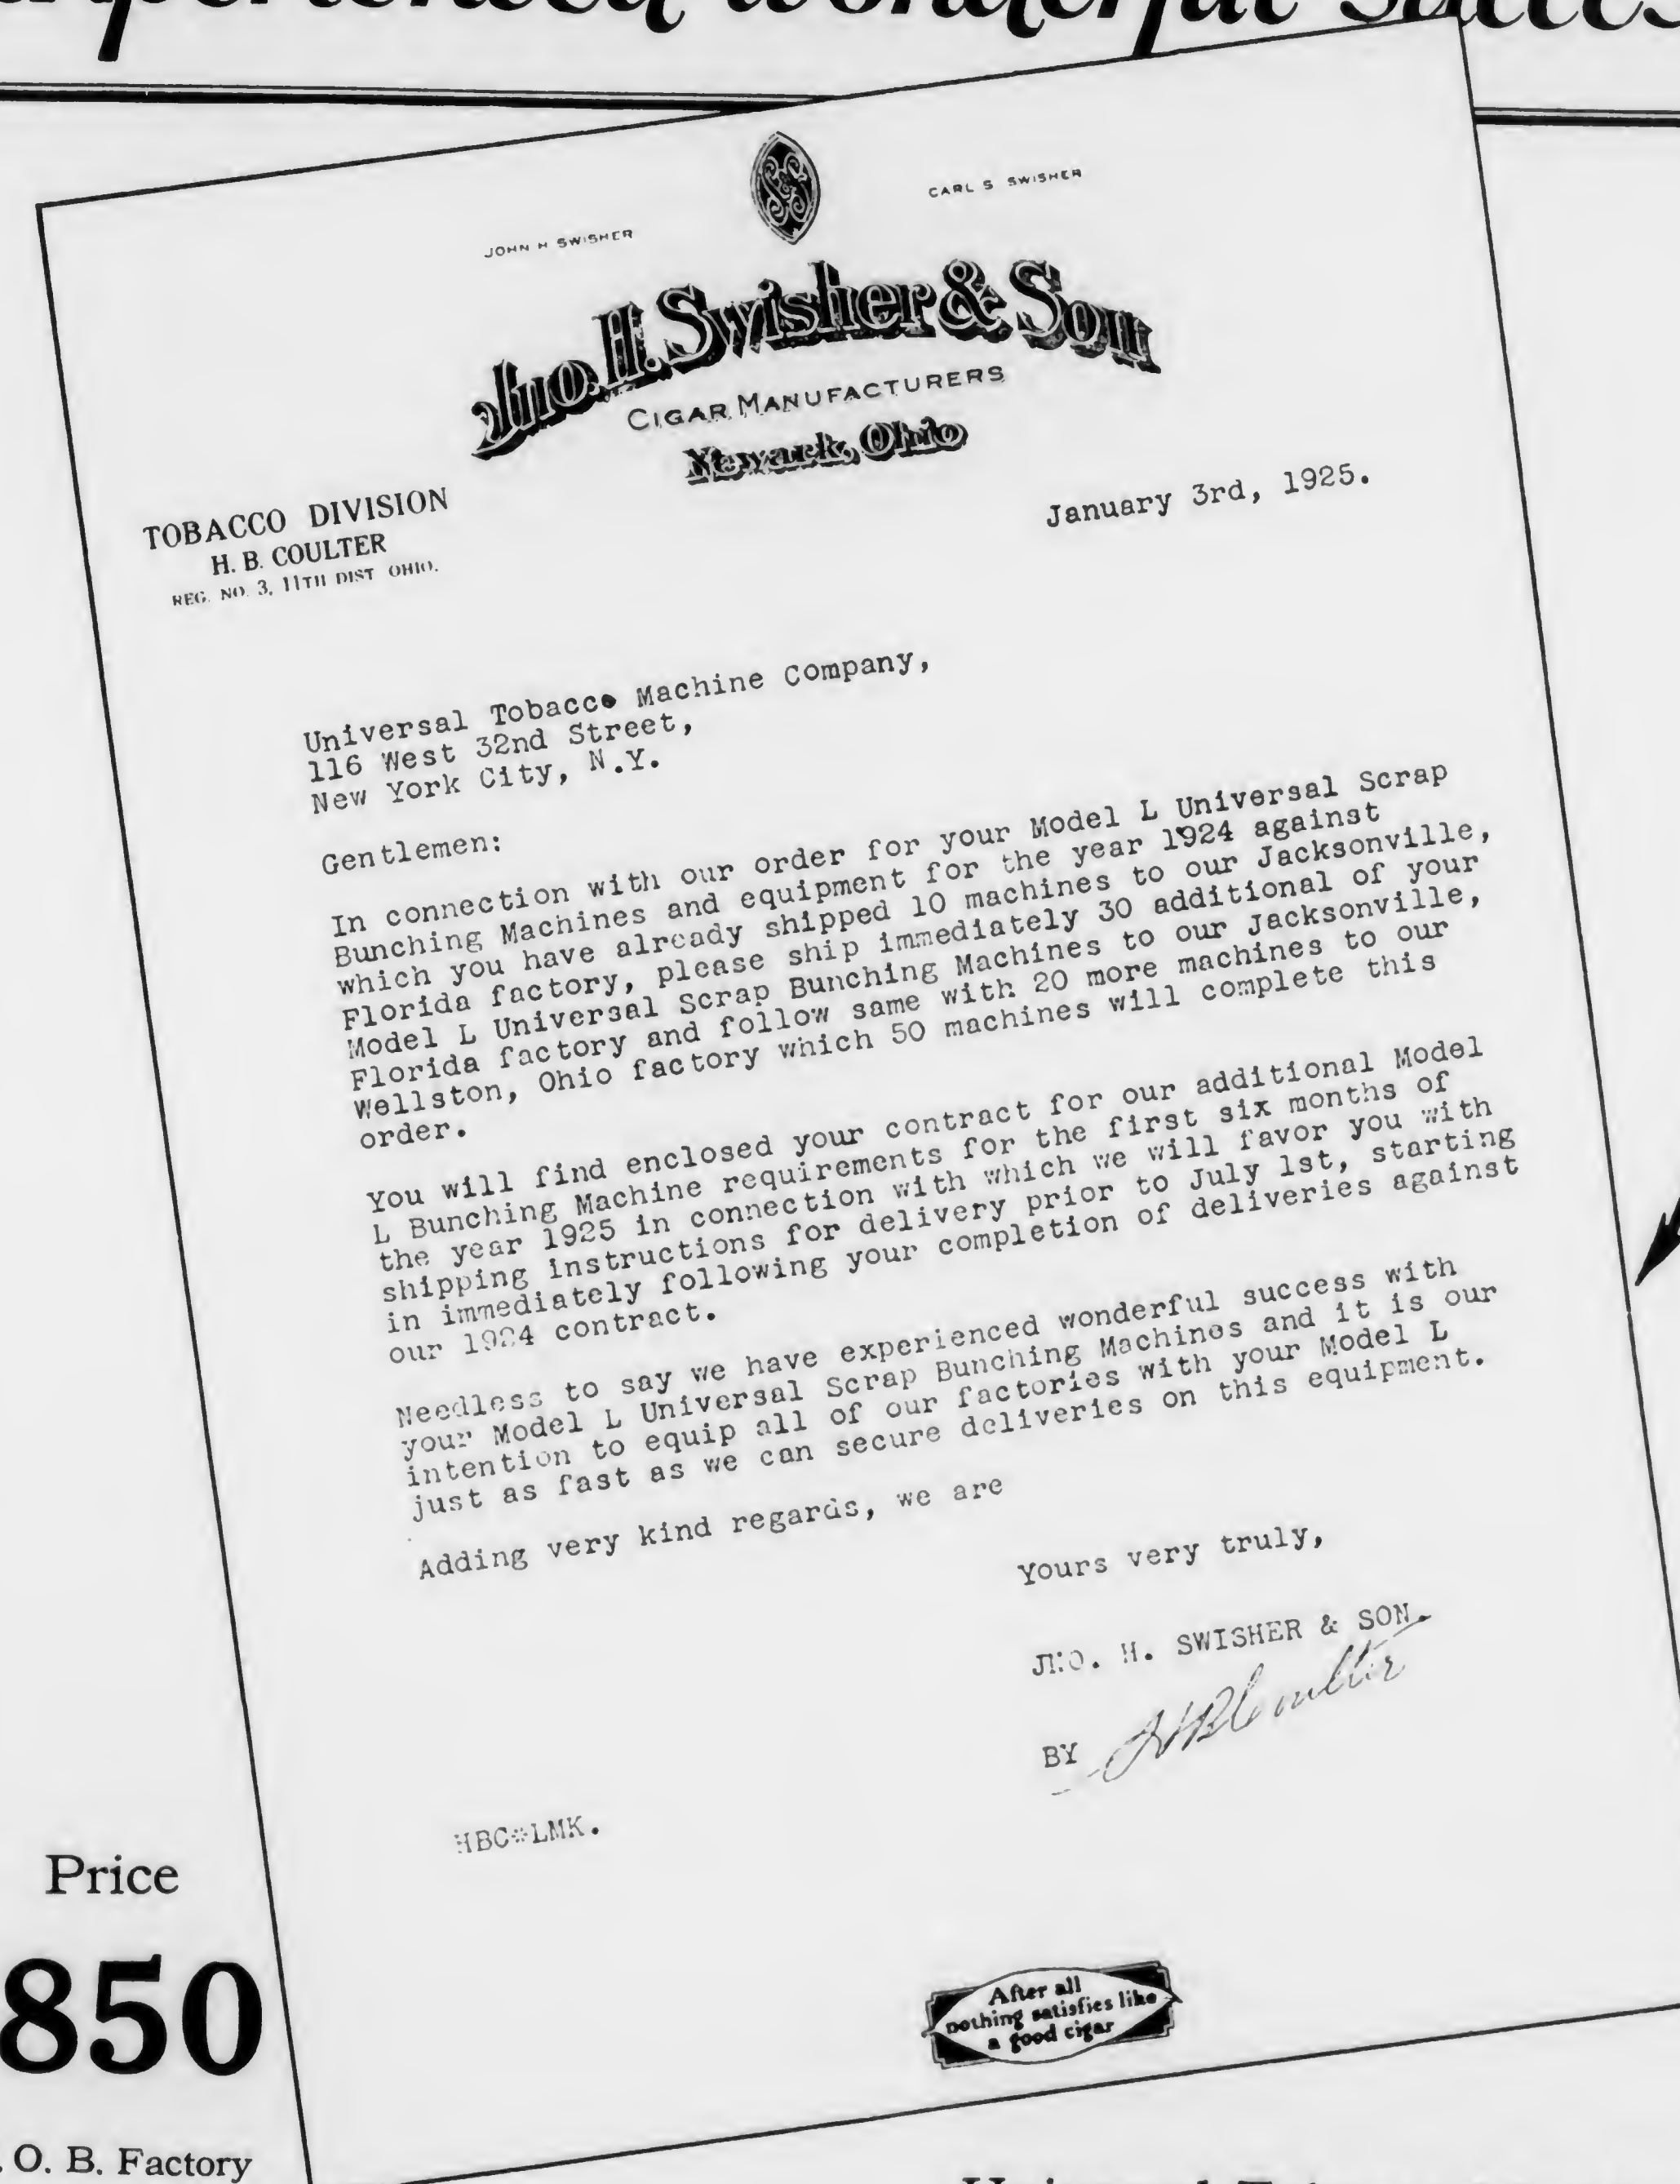 experienced wonderful succes
JOHN H SWISHER
CARL S SWISHER
S&S
Jno. H. Swisher & Son
CIGAR MANUFACTURERS
Newark, Ohio
TOBACCO DIVISION
H. B. COULTER
REG. NO. 3, 11TH DIST OHIO.
January 3rd, 1925.
Universal Tobacco Machine Company,
116 West 32nd Street,
New York City, N.Y.
Gentlemen:
In connection with our order for your Model L Universal Scrap
Bunching Machines and equipment for the year 1924 against
which you have already shipped 10 machines to our Jacksonville,
Florida factory, please ship immediately 30 additional of your
Model L Universal Scrap Bunching Machines to our Jacksonville,
Florida factory and follow same with 20 more machines to our
Wellston, Ohio factory which 50 machines will complete this
order.
You will find enclosed your contract for our additional Model
L Bunching Machine requirements for the first six months of
the year 1925 in connection with which we will favor you with
shipping instructions for delivery prior to July 1st, starting
in immediately following your completion of deliveries against
our 1924 contract.
Needless to say we have experienced wonderful success with
your Model L Universal Scrap Bunching Machines and it is our
intention to equip all of our factories with your Model L
just as fast as we can secure deliveries on this equipment.
Adding very kind regards, we are
Yours very truly,
JNO. H. SWISHER & SON.
BY HBCoulter
HBC*LMK.
Price
850
. O. B. Factory
After all
nothing satisfies like
a good cigar